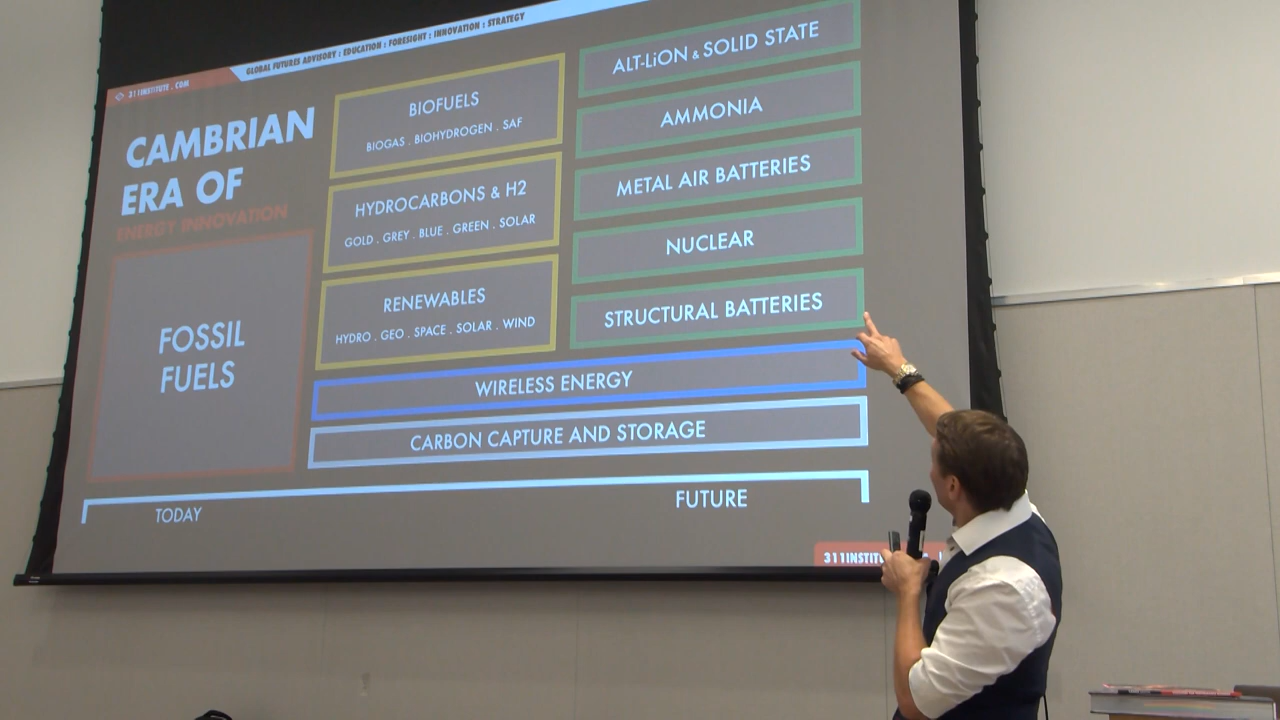 311INSTITUTE . COM
GLOBAL FUTURES ADVISORY : EDUCATION : FORESIGHT : INNOVATION : STRATEGY
CAMBRIAN
ERA OF
ENERGY INNOVATION
FOSSIL
FUELS
BIOFUELS
BIOGAS . BIOHYDROGEN . SAF
HYDROCARBONS & H2
GOLD . GREY . BLUE . GREEN . SOLAR
RENEWABLES
HYDRO . GEO . SPACE . SOLAR . WIND
ALT-LiON & SOLID STATE
AMMONIA
METAL AIR BATTERIES
NUCLEAR
STRUCTURAL BATTERIES
WIRELESS ENERGY
CARBON CAPTURE AND STORAGE
TODAY
FUTURE